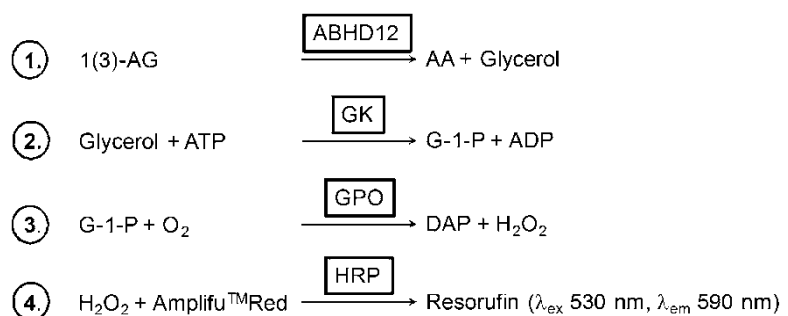 ABHD12
1. 1(3)-AG → AA + Glycerol
GK
2. Glycerol + ATP → G-1-P + ADP
GPO
3. G-1-P + O₂ → DAP + H₂O₂
HRP
4. H₂O₂ + Amplifu™Red → Resorufin (λex 530 nm, λem 590 nm)